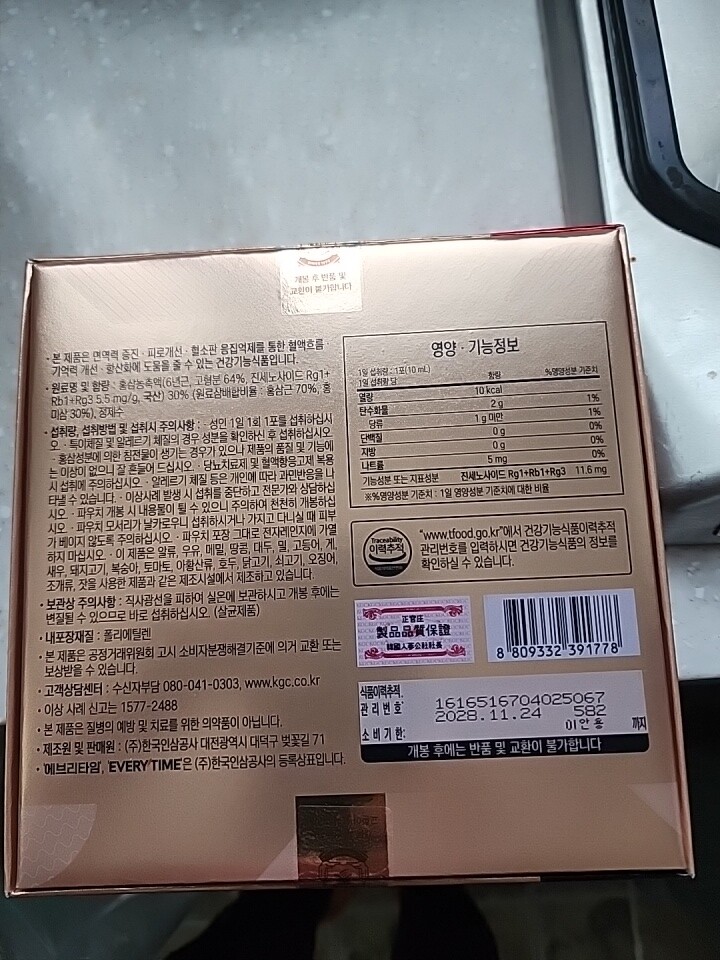 개봉 후 반품 및
교환이 불가합니다
• 본 제품은 면역력 증진 · 피로개선 · 혈소판 응집억제를 통한 혈액흐름 ·
기억력 개선 · 항산화에 도움을 줄 수 있는 건강기능식품입니다.
• 원료명 및 함량 : 홍삼농축액(6년근, 고형분 64%, 진세노사이드 Rg1+
Rb1+Rg3 5.5 mg/g, 국산) 30% (원료삼배합비율 : 홍삼근 70%, 홍
미삼 30%), 정제수
• 섭취량, 섭취방법 및 섭취시 주의사항 : · 성인 1일 1회 1포를 섭취하십시
오. · 특이체질 및 알레르기 체질의 경우 성분을 확인하신 후 섭취하십시오.
· 홍삼성분에 의한 침전물이 생기는 경우가 있으나 제품의 품질 및 기능에
는 이상이 없으니 잘 흔들어 드십시오. · 당뇨치료제 및 혈액항응고제 복용
시 섭취에 주의하십시오. · 알레르기 체질 등은 개인에 따라 과민반응을 나
타낼 수 있습니다. · 이상사례 발생 시 섭취를 중단하고 전문가와 상담하십
시오. · 파우치 개봉 시 내용물이 튈 수 있으니 주의하여 천천히 개봉하십
시오. · 파우치 모서리가 날카로우니 섭취하시거나 가지고 다니실 때 피부
가 베이지 않도록 주의하십시오. · 파우치 포장 그대로 전자레인지에 가열
하지 마십시오. · 이 제품은 알류, 우유, 메밀, 땅콩, 대두, 밀, 고등어, 게,
새우, 돼지고기, 복숭아, 토마토, 아황산류, 호두, 닭고기, 쇠고기, 오징어,
조개류, 잣을 사용한 제품과 같은 제조시설에서 제조하고 있습니다.
• 보관상 주의사항 : 직사광선을 피하여 실온에 보관하시고 개봉 후에는
변질될 수 있으므로 바로 섭취하십시오. (살균제품)
• 내포장재질 : 폴리에틸렌
• 본 제품은 공정거래위원회 고시 소비자분쟁해결기준에 의거 교환 또는
보상받을 수 있습니다.
• 고객상담센터 : 수신자부담 080-041-0303, www.kgc.co.kr
• 이상 사례 신고는 1577-2488
• 본 제품은 질병의 예방 및 치료를 위한 의약품이 아닙니다.
• 제조원 및 판매원 : (주)한국인삼공사 대전광역시 대덕구 벚꽃길 71
• '에브리타임', 'EVERYTIME'은 (주)한국인삼공사의 등록상표입니다.
영양 · 기능정보
1일 섭취량 : 1포(10 mL)
1일 섭취량 당 함량 %영양성분 기준치
열량 10 kcal
탄수화물 2 g 1%
당류 1 g 미만 1%
단백질 0 g 0%
지방 0 g 0%
나트륨 5 mg 0%
기능성분 또는 지표성분 진세노사이드 Rg1+Rb1+Rg3 11.6 mg
※%영양성분 기준치 : 1일 영양성분 기준치에 대한 비율
Traceability
이력추적
"www.tfood.go.kr"에서 건강기능식품이력추적
관리번호를 입력하시면 건강기능식품의 정보를
확인하실 수 있습니다.
正官庄
製品品質保證
韓國人蔘公社社長
8 809332 391778
식품이력추적
관리번호 1616516704025067
소비기한: 2028.11.24 582 이안용 까지
개봉 후에는 반품 및 교환이 불가합니다